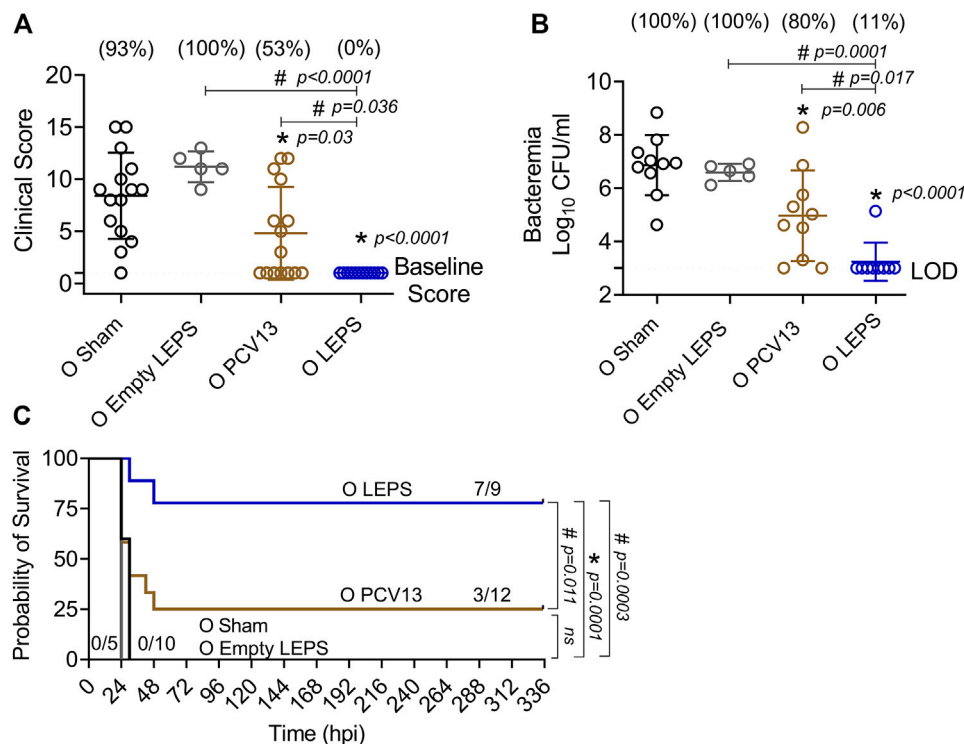 A
(93%) (100%) (53%) (0%)
# p<0.0001
# p=0.036
* p=0.03
* p<0.0001
Clinical Score
20
15
10
5
0
Baseline
Score
O Sham
O Empty LEPS
O PCV13
O LEPS
B
(100%) (100%) (80%) (11%)
# p=0.0001
# p=0.017
* p=0.006
* p<0.0001
Bacteremia
Log10 CFU/ml
10
8
6
4
2
LOD
O Sham
O Empty LEPS
O PCV13
O LEPS
C
Probability of Survival
100
75
50
25
0
O LEPS 7/9
O PCV13 3/12
O Sham
O Empty LEPS
0/5 0/10
# p=0.011
ns
* p=0.0001
# p=0.0003
0 24 48 72 96 120 144 168 192 216 240 264 288 312 336
Time (hpi)